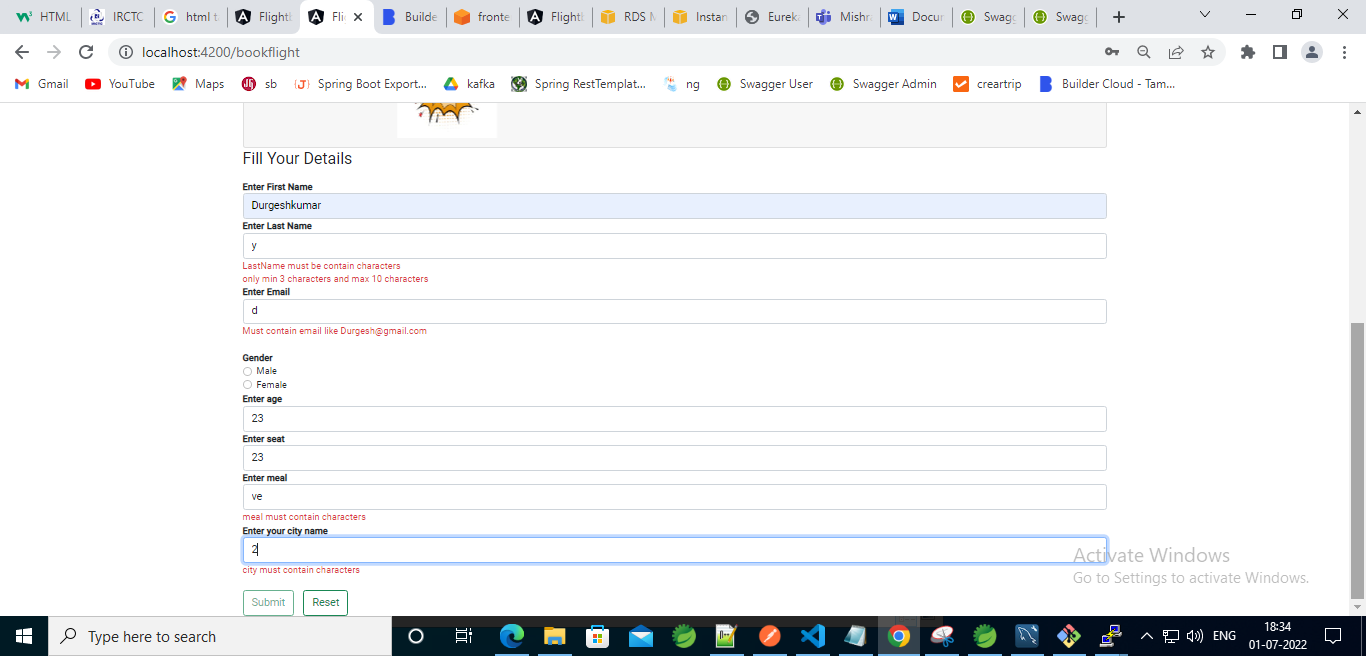 HTML
IRCTC
html t
Flight
Fli
Builde
fronte
Flight
RDS
Instan
Eurek
Mishr
Docur
Swag
Swag
localhost:4200/bookflight
Gmail
YouTube
Maps
sb
Spring Boot Export...
kafka
Spring RestTemplat...
ng
Swagger User
Swagger Admin
creartrip
Builder Cloud - Tam...
Fill Your Details
Enter First Name
Durgeshkumar
Enter Last Name
y
LastName must be contain characters
only min 3 characters and max 10 characters
Enter Email
d
Must contain email like Durgesh@gmail.com
Gender
Male
Female
Enter age
23
Enter seat
23
Enter meal
ve
meal must contain characters
Enter your city name
2
city must contain characters
Submit Reset
Activate Windows
Go to Settings to activate Windows.
Type here to search
ENG
18:34
01-07-2022